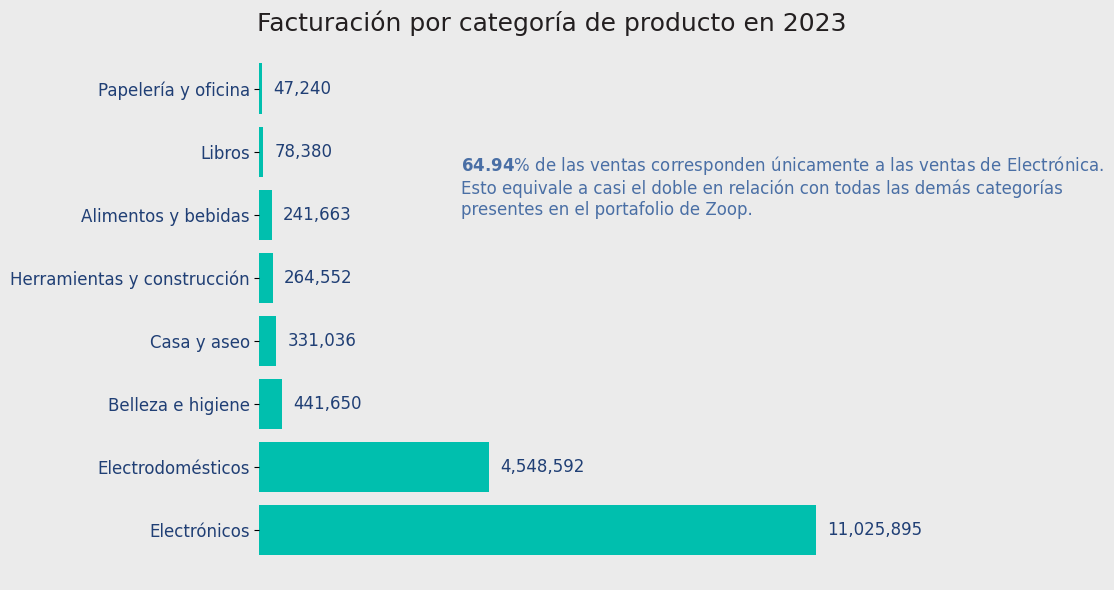 Facturación por categoría de producto en 2023
Papelería y oficina 47,240
Libros 78,380
64.94% de las ventas corresponden únicamente a las ventas de Electrónica.
Esto equivale a casi el doble en relación con todas las demás categorías
presentes en el portafolio de Zoop.
Alimentos y bebidas 241,663
Herramientas y construcción 264,552
Casa y aseo 331,036
Belleza e higiene 441,650
Electrodomésticos 4,548,592
Electrónicos 11,025,895